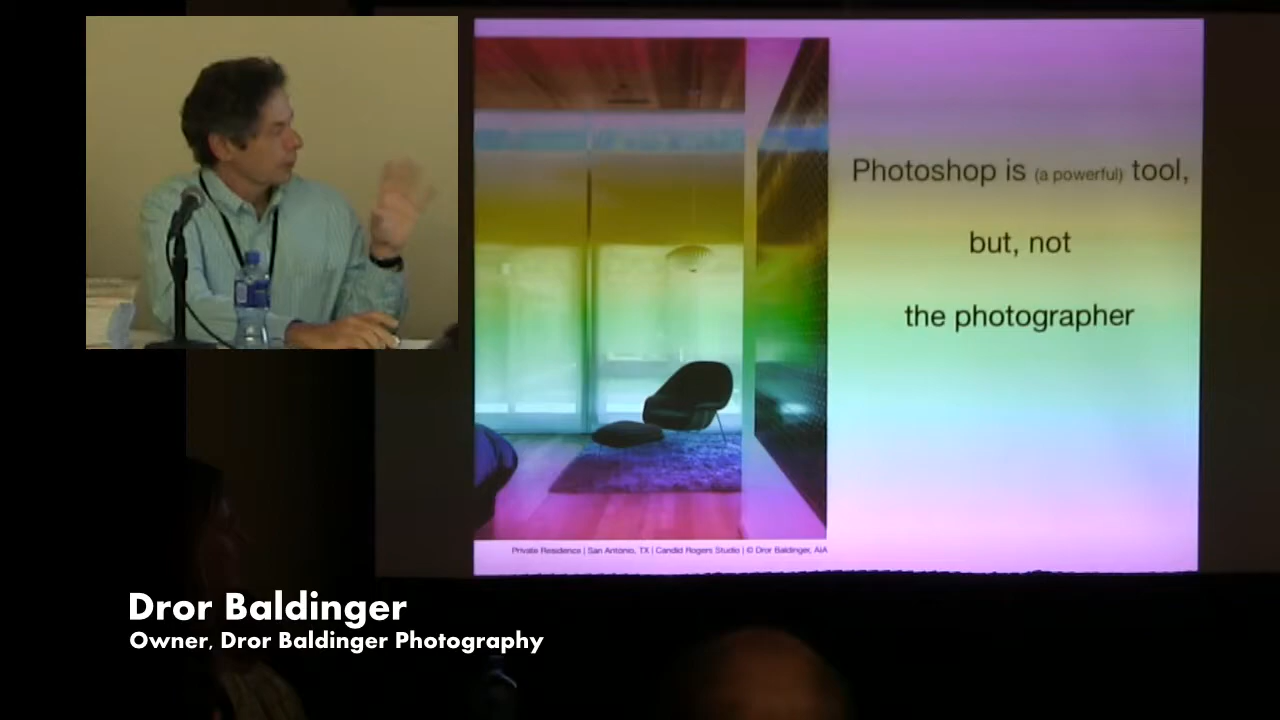 Photoshop is (a powerful) tool,
but, not
the photographer
Private Residence | San Antonio, TX | Candid Rogers Studio | © Dror Baldinger, AIA
Dror Baldinger
Owner, Dror Baldinger Photography